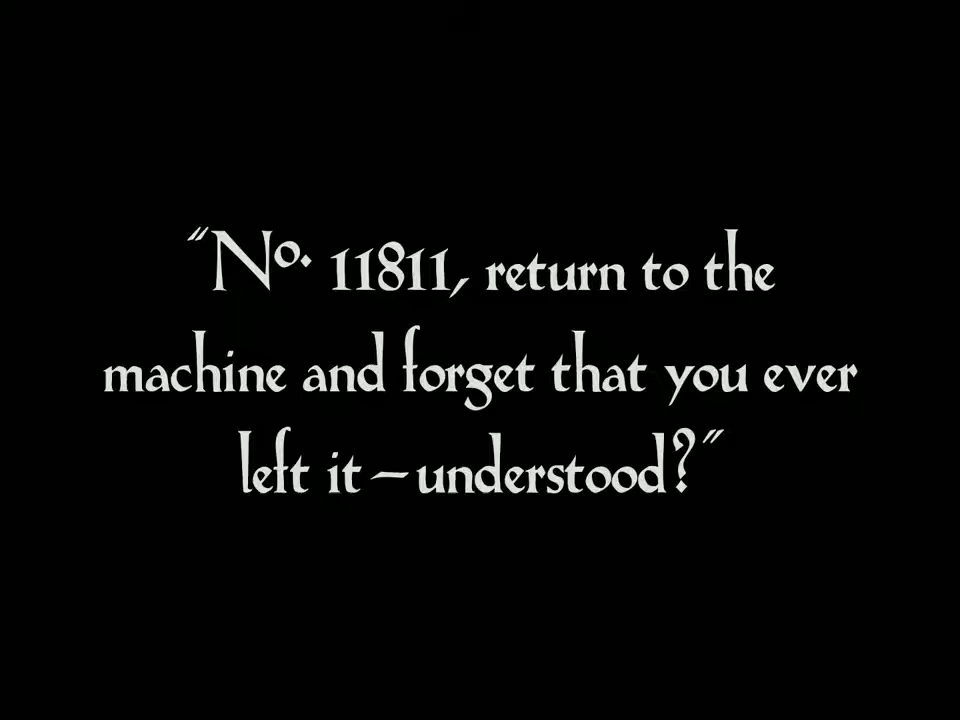 "No. 11811, return to the
machine and forget that you ever
left it—understood?"